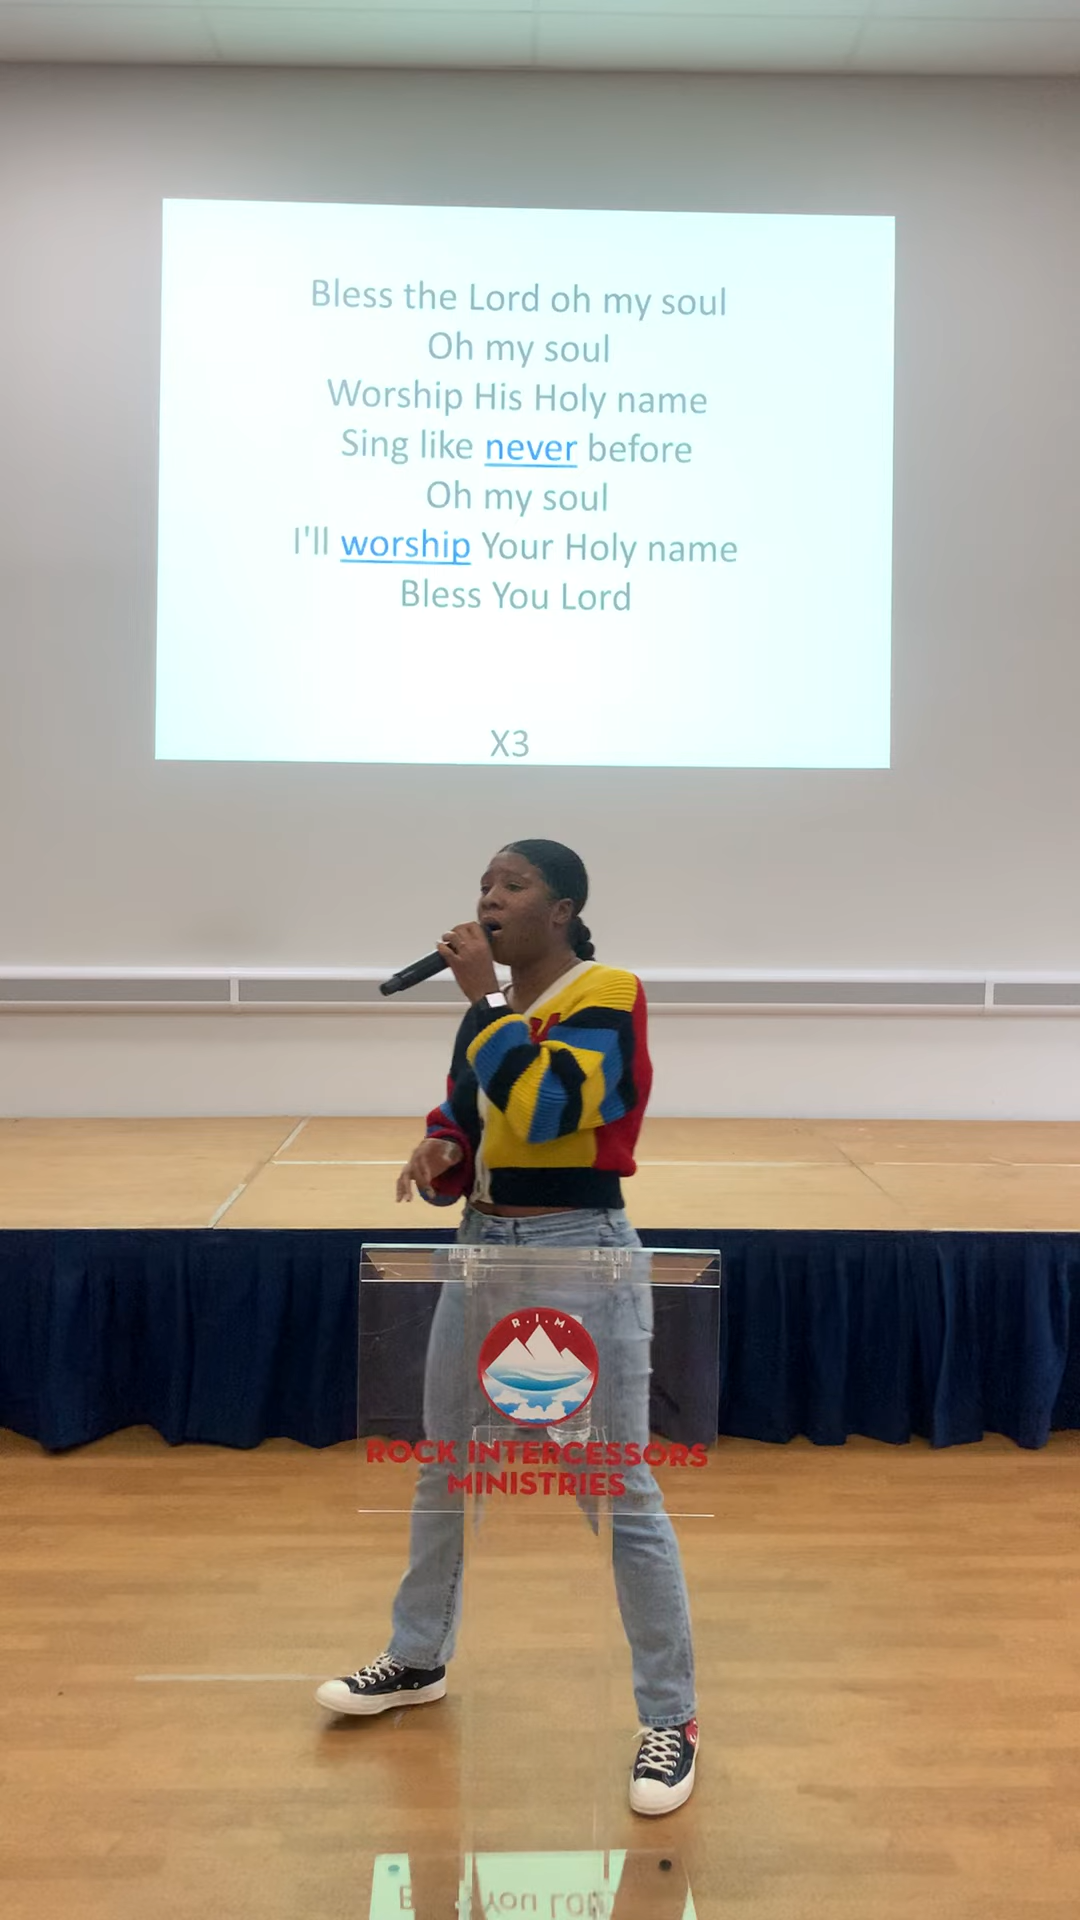 Bless the Lord oh my soul
Oh my soul
Worship His Holy name
Sing like never before
Oh my soul
I'll worship Your Holy name
Bless You Lord
X3
R.I.M.
ROCK INTERCESSORS
MINISTRIES
You